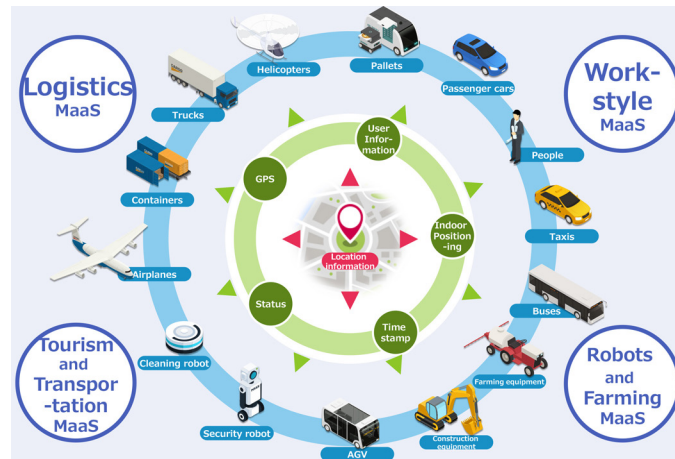 Logistics
MaaS
Helicopters
Pallets
Passenger cars
Work-
style
MaaS
Trucks
People
User
Infor-
mation
GPS
Containers
Indoor
Position
-ing
Taxis
Location
information
Airplanes
Status
Time
stamp
Buses
Tourism
and
Transpor
-tation
MaaS
Cleaning robot
Farming equipment
Robots
and
Farming
MaaS
Security robot
AGV
Construction
equipment